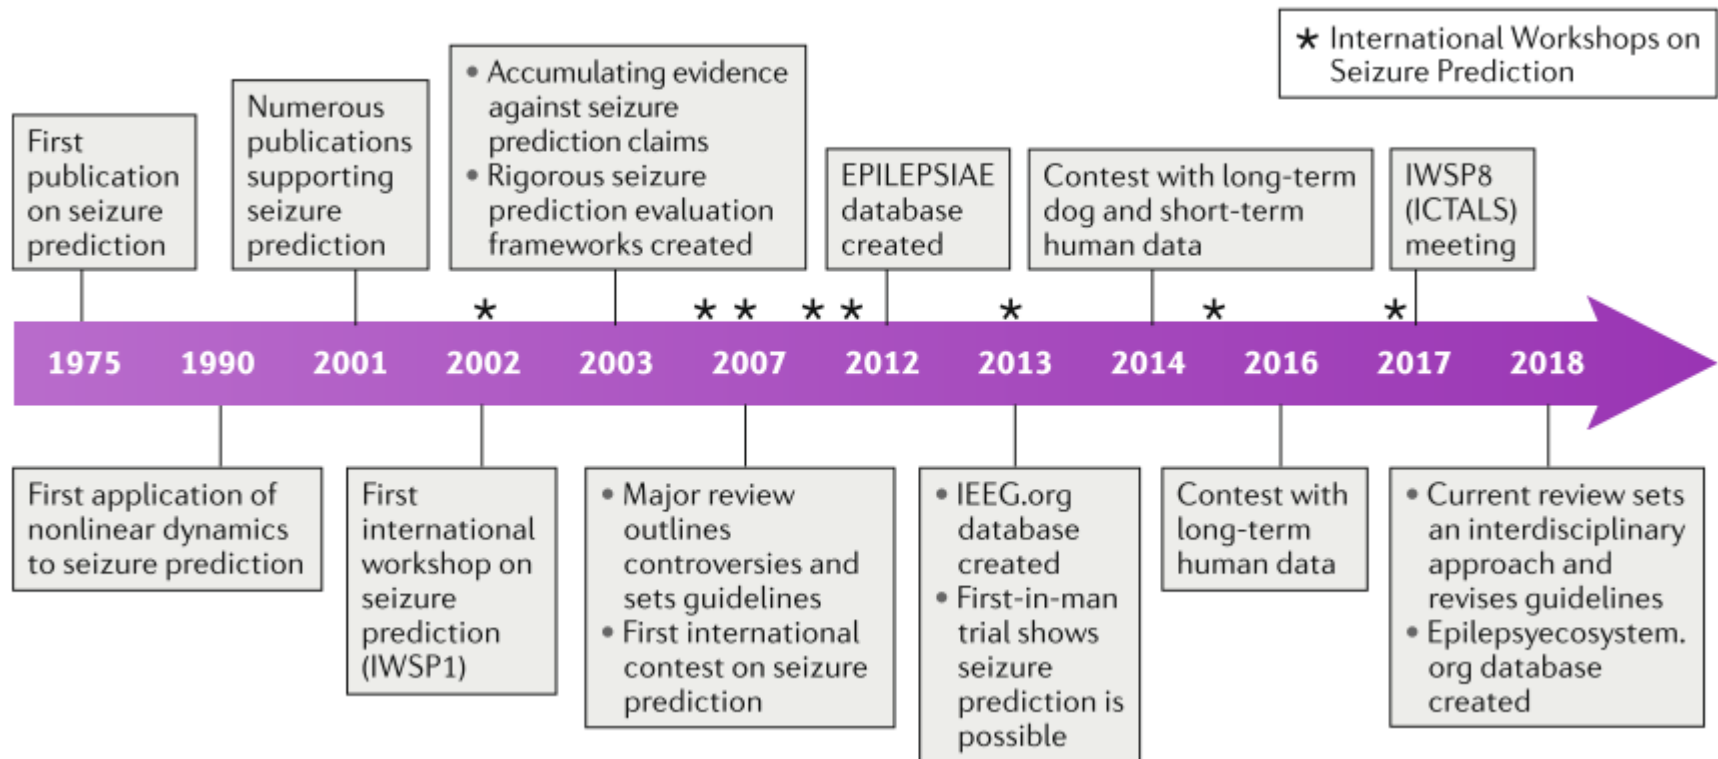 * International Workshops on
Seizure Prediction
First
publication
on seizure
prediction
Numerous
publications
supporting
seizure
prediction
• Accumulating evidence
against seizure
prediction claims
• Rigorous seizure
prediction evaluation
frameworks created
EPILEPSIAE
database
created
Contest with long-term
dog and short-term
human data
IWSP8
(ICTALS)
meeting
* * * * * * * *
1975 1990 2001 2002 2003 2007 2012 2013 2014 2016 2017 2018
First application of
nonlinear dynamics
to seizure prediction
First
international
workshop on
seizure
prediction
(IWSP1)
• Major review
outlines
controversies and
sets guidelines
• First international
contest on seizure
prediction
• IEEG.org
database
created
• First-in-man
trial shows
seizure
prediction is
possible
Contest with
long-term
human data
• Current review sets
an interdisciplinary
approach and
revises guidelines
• Epilepsyecosystem.
org database
created